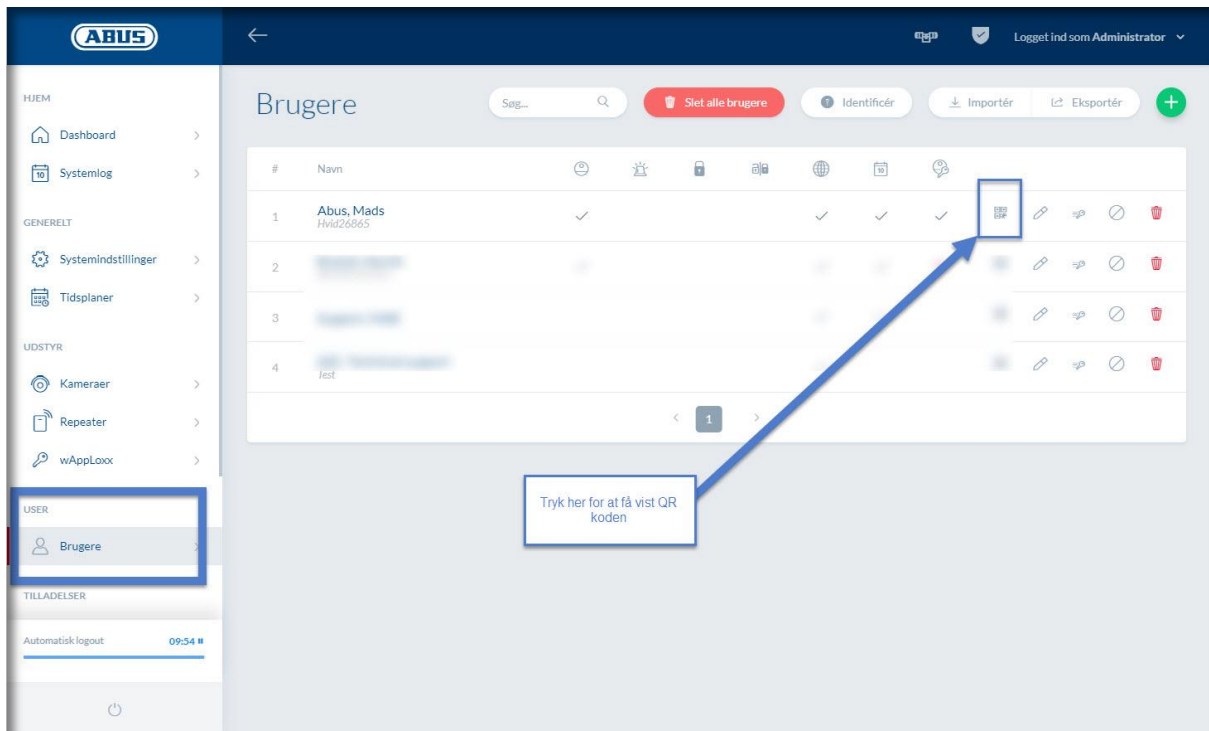 ABUS
Logget ind som Administrator
HJEM
Dashboard
10
Systemlog
GENERELT
Systemindstillinger
Tidsplaner
UDSTYR
Kameraer
Repeater
wAppLoxx
USER
Brugere
TILLADELSER
Automatisk logout 09:54
Brugere
Søg...
Slet alle brugere
Identificér
Importér
Eksportér
# Navn 10
1 Abus, Mads
Hvid26865
2
3
4
Test
1
Tryk her for at få vist QR
koden